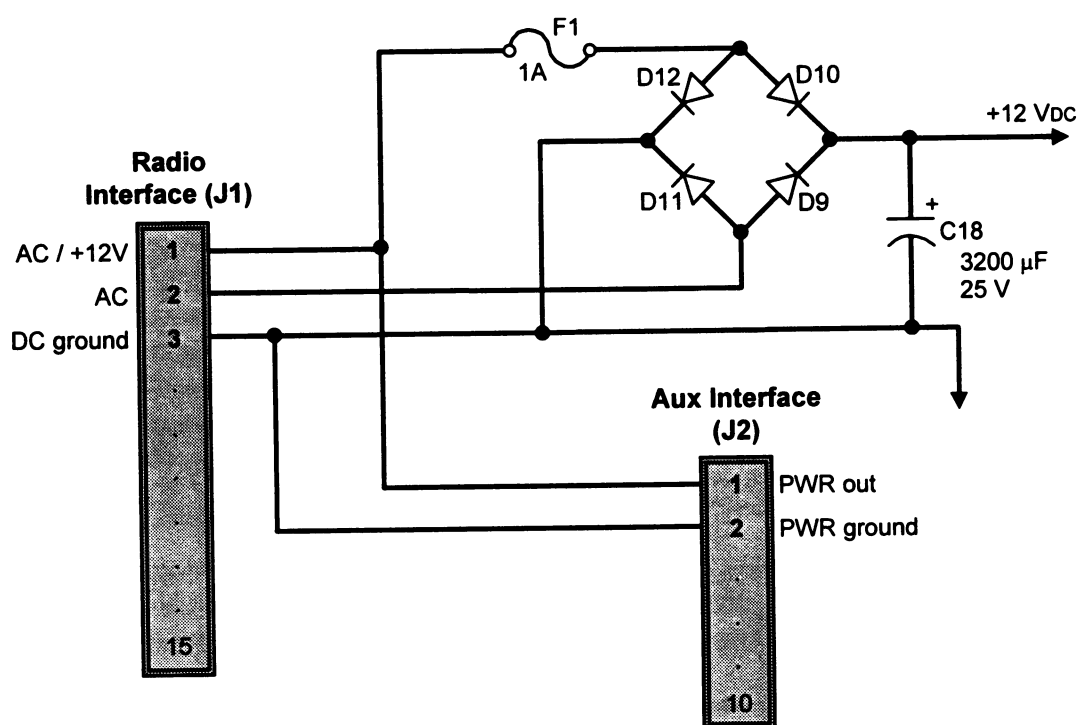 F1
1A
D12
D10
+12 VDC
D11
D9
+
C18
3200 µF
25 V
Radio
Interface (J1)
AC / +12V
1
AC
2
DC ground
3
15
Aux Interface
(J2)
1
PWR out
2
PWR ground
10